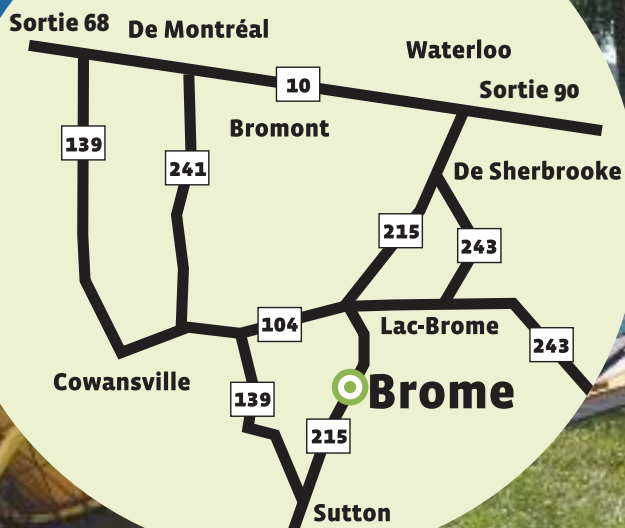 Sortie 68
De Montréal
Waterloo
10
Sortie 90
Bromont
139
241
De Sherbrooke
215
243
104
Lac-Brome
243
Cowansville
Brome
139
215
Sutton